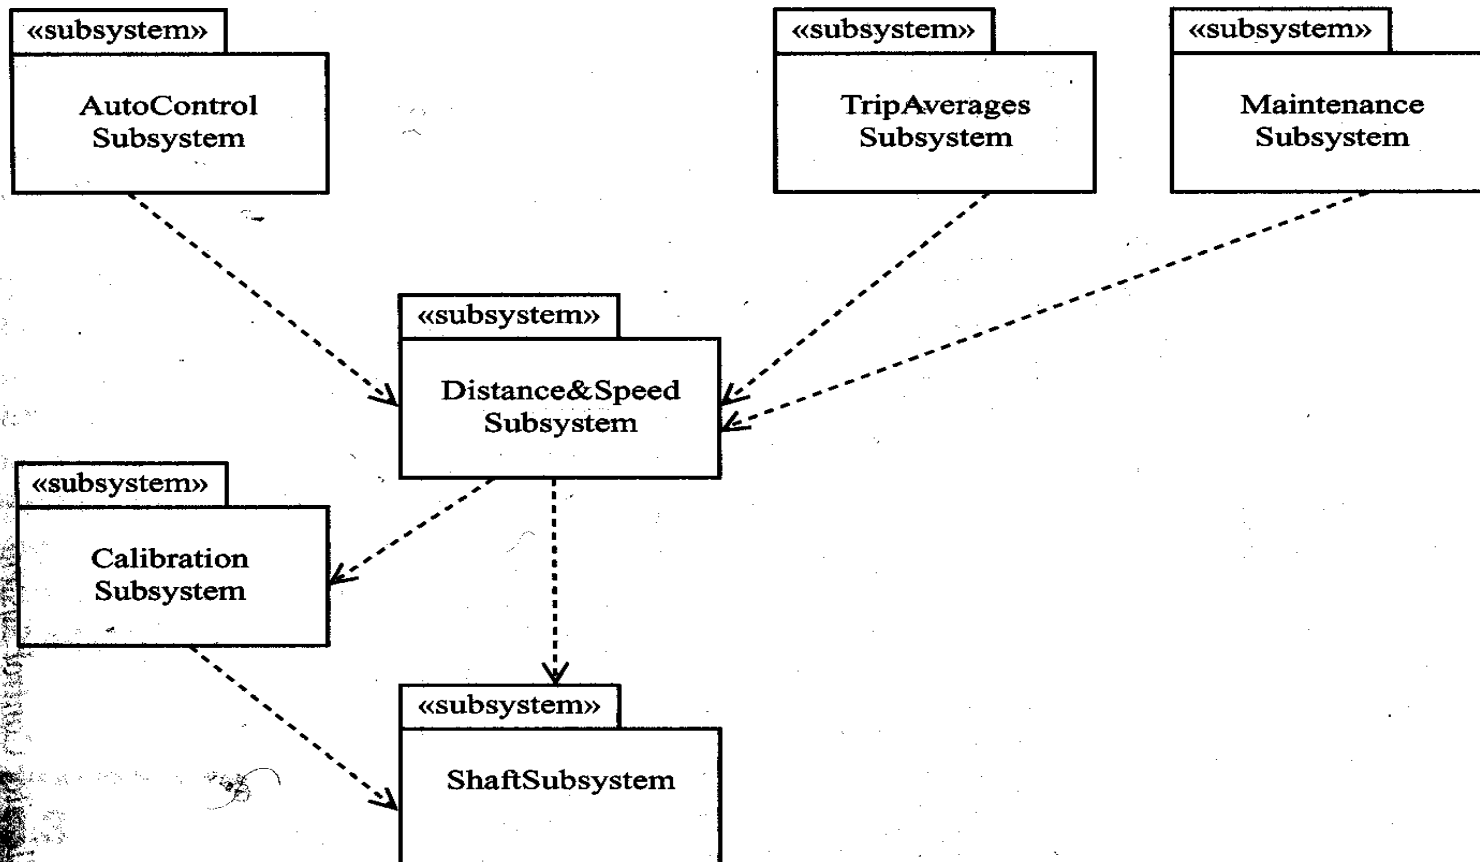 «subsystem»
AutoControl
Subsystem
«subsystem»
TripAverages
Subsystem
«subsystem»
Maintenance
Subsystem
«subsystem»
Distance&Speed
Subsystem
«subsystem»
Calibration
Subsystem
«subsystem»
ShaftSubsystem